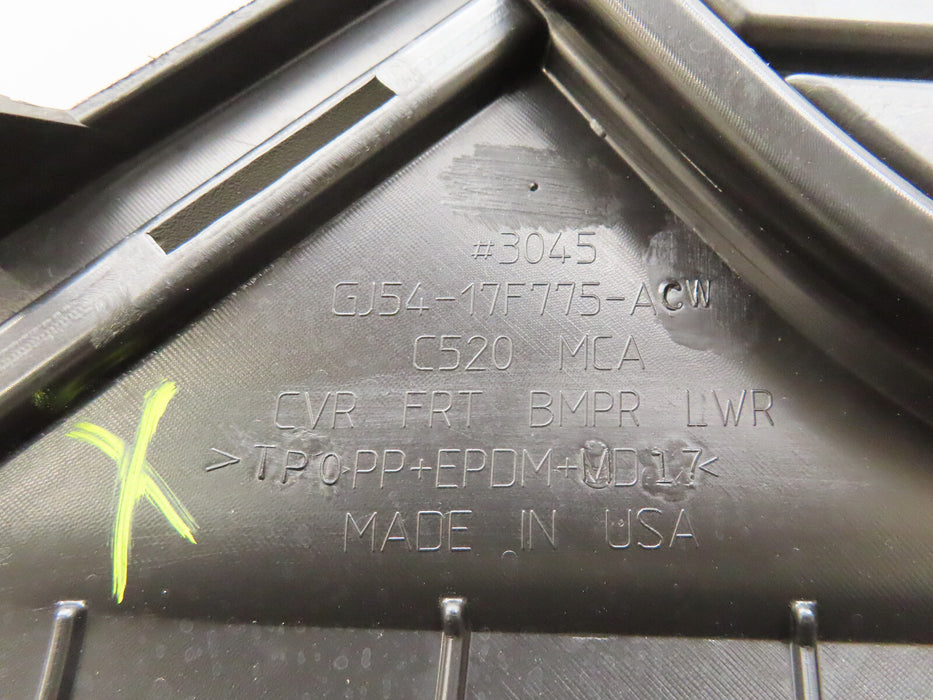 #3045
GJ54-17F775-ACW
C520 MCA
CVR FRT BMPR LWR
>TPO PP+EPDM+MD17<
MADE IN USA
X